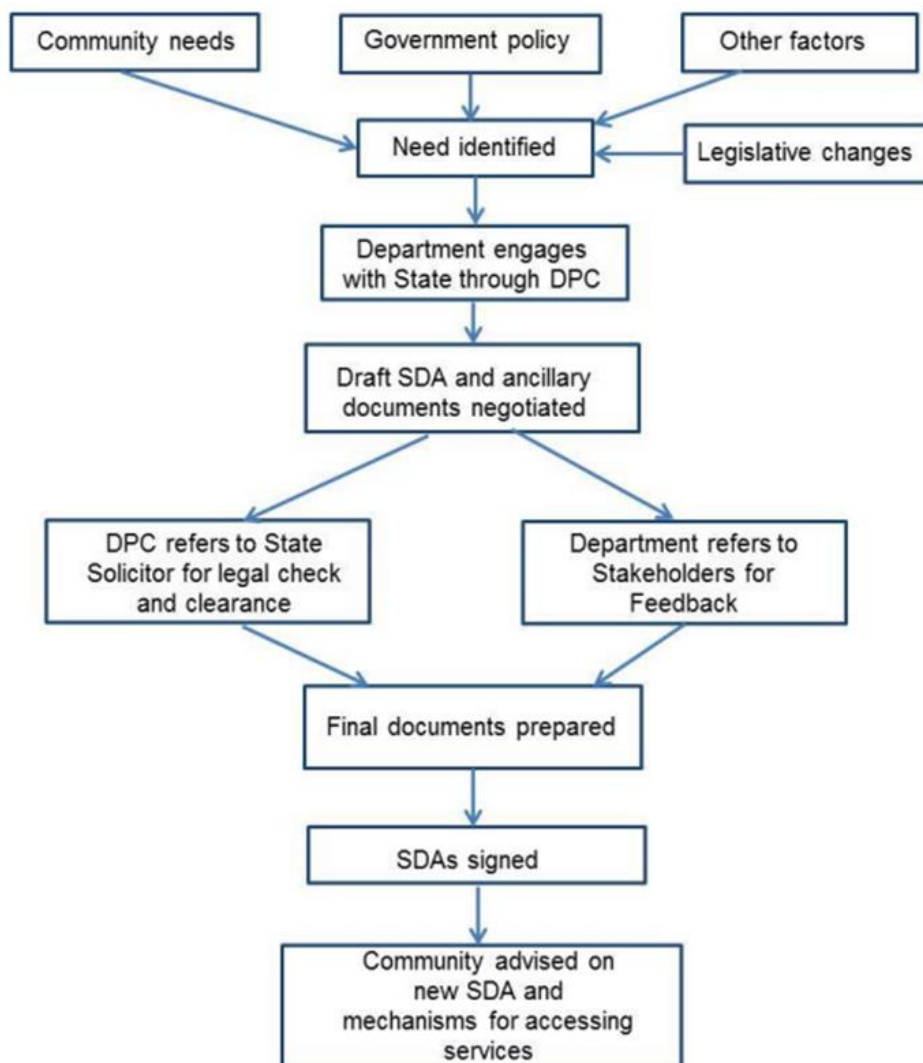 Community needs
Government policy
Other factors
Need identified
Legislative changes
Department engages
with State through DPC
Draft SDA and ancillary
documents negotiated
DPC refers to State
Solicitor for legal check
and clearance
Department refers to
Stakeholders for
Feedback
Final documents prepared
SDAs signed
Community advised on
new SDA and
mechanisms for accessing
services